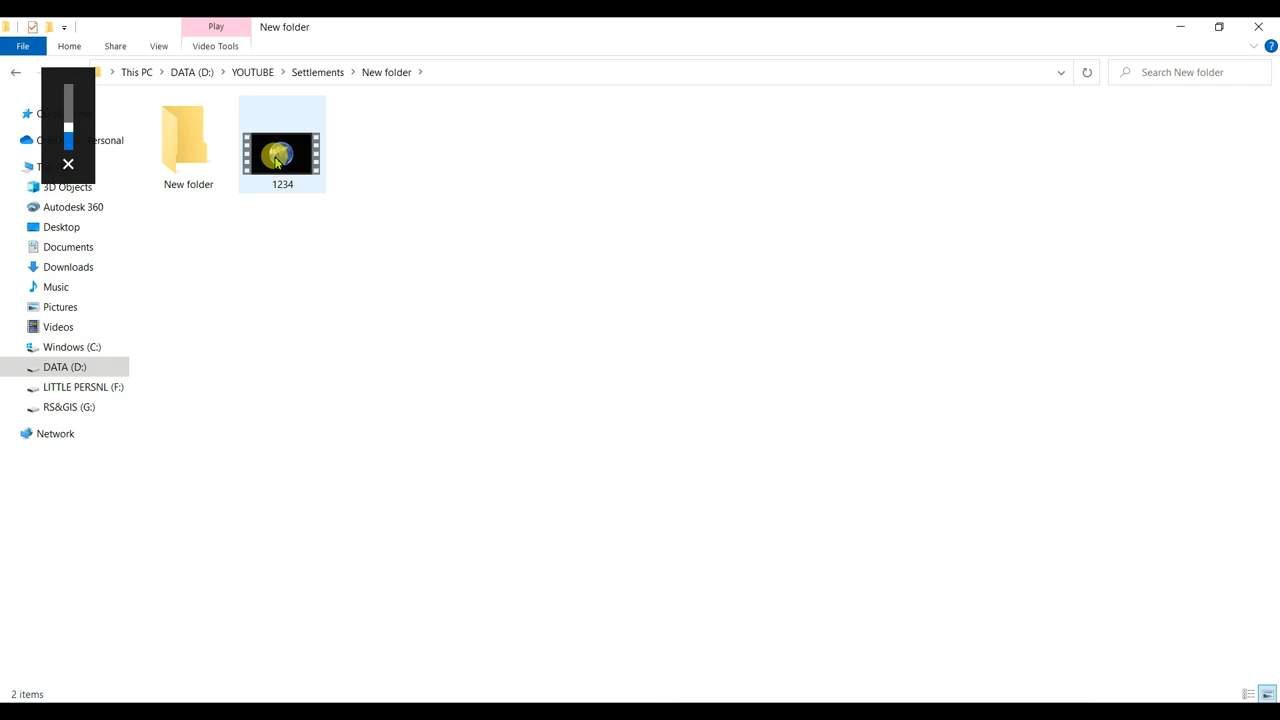 Play
New folder
File
Home
Share
View
Video Tools
This PC
DATA (D:)
YOUTUBE
Settlements
New folder
Search New folder
ersonal
3D Objects
Autodesk 360
Desktop
Documents
Downloads
Music
Pictures
Videos
Windows (C:)
DATA (D:)
LITTLE PERSNL (F:)
RS&GIS (G:)
Network
New folder
1234
2 items